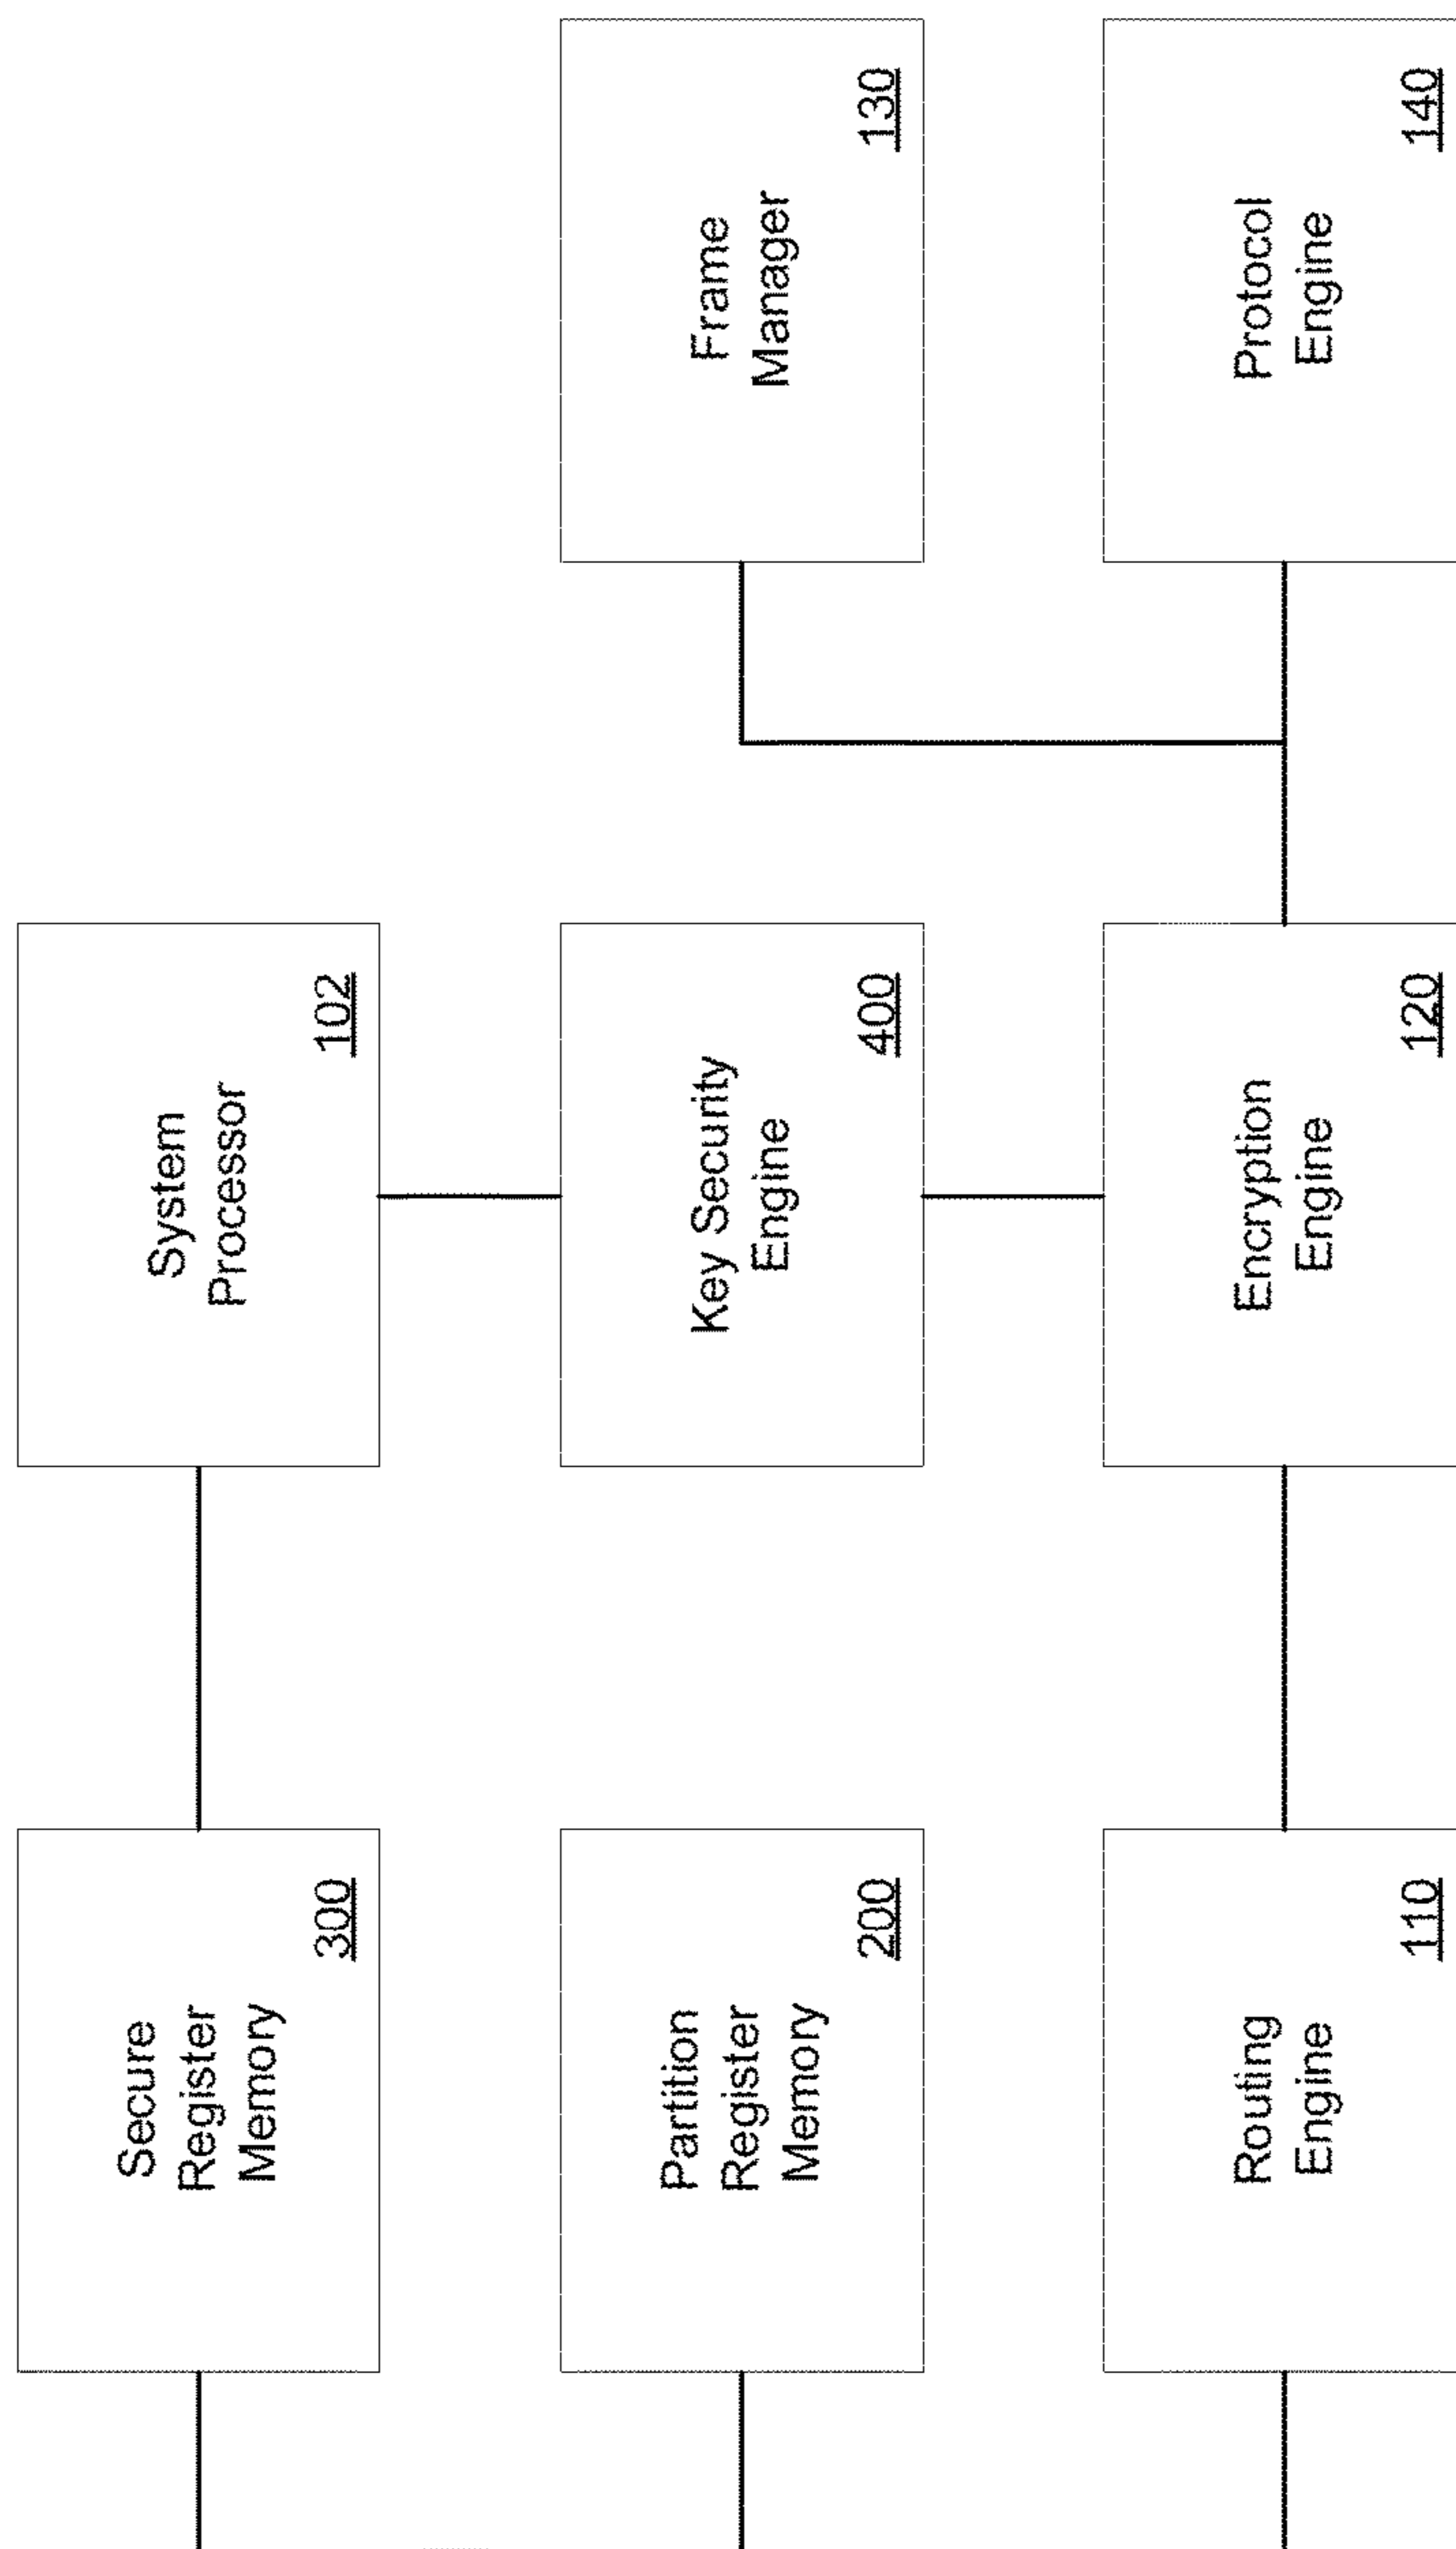 Secure
Register
Memory
300
System
Processor
102
Partition
Register
Memory
200
Key Security
Engine
400
Frame
Manager
130
Routing
Engine
110
Encryption
Engine
120
Protocol
Engine
140